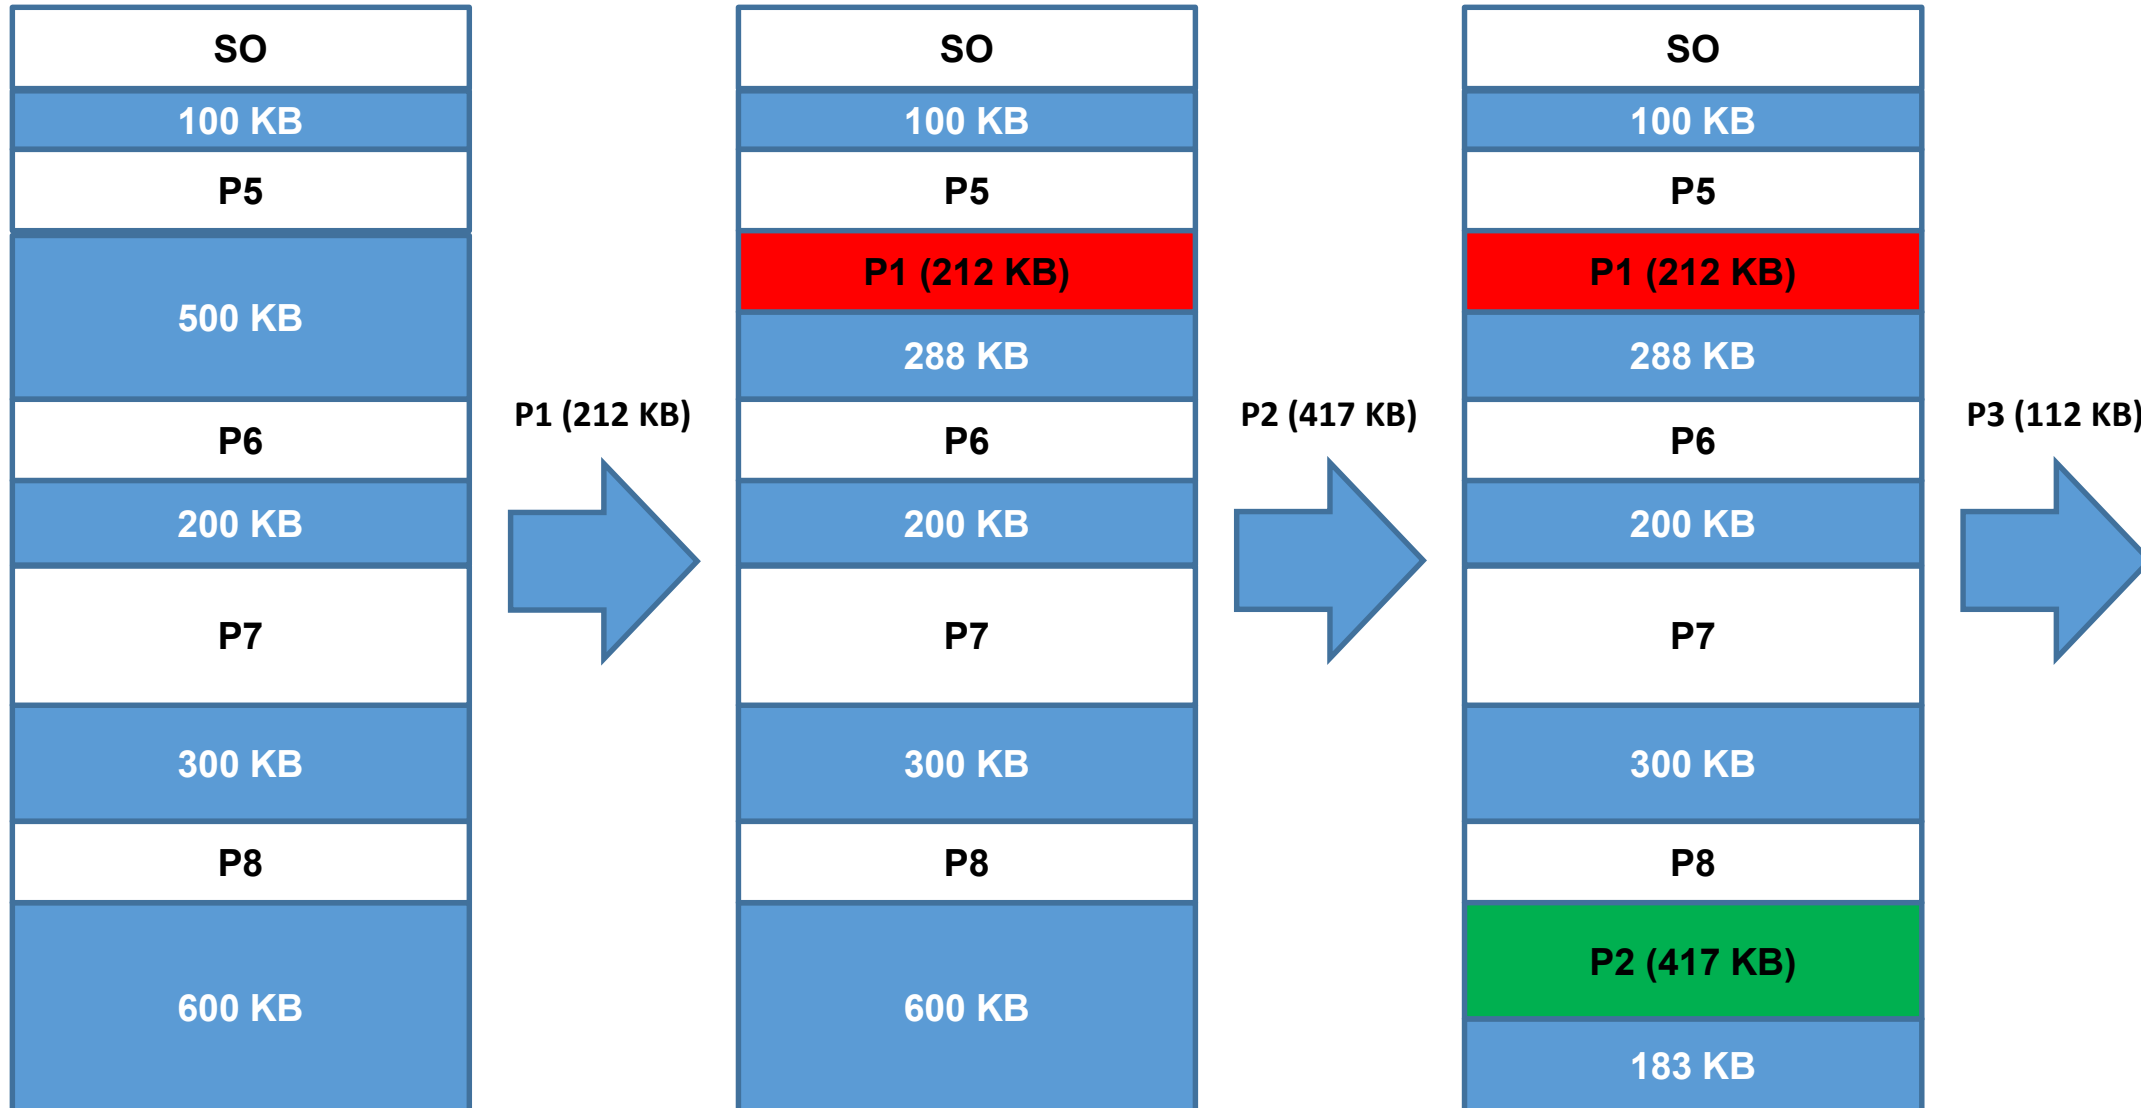 SO
100 KB
P5
500 KB
P6
200 KB
P7
300 KB
P8
600 KB
P1 (212 KB)
SO
100 KB
P5
P1 (212 KB)
288 KB
P6
200 KB
P7
300 KB
P8
600 KB
P2 (417 KB)
SO
100 KB
P5
P1 (212 KB)
288 KB
P6
200 KB
P7
300 KB
P8
P2 (417 KB)
183 KB
P3 (112 KB)